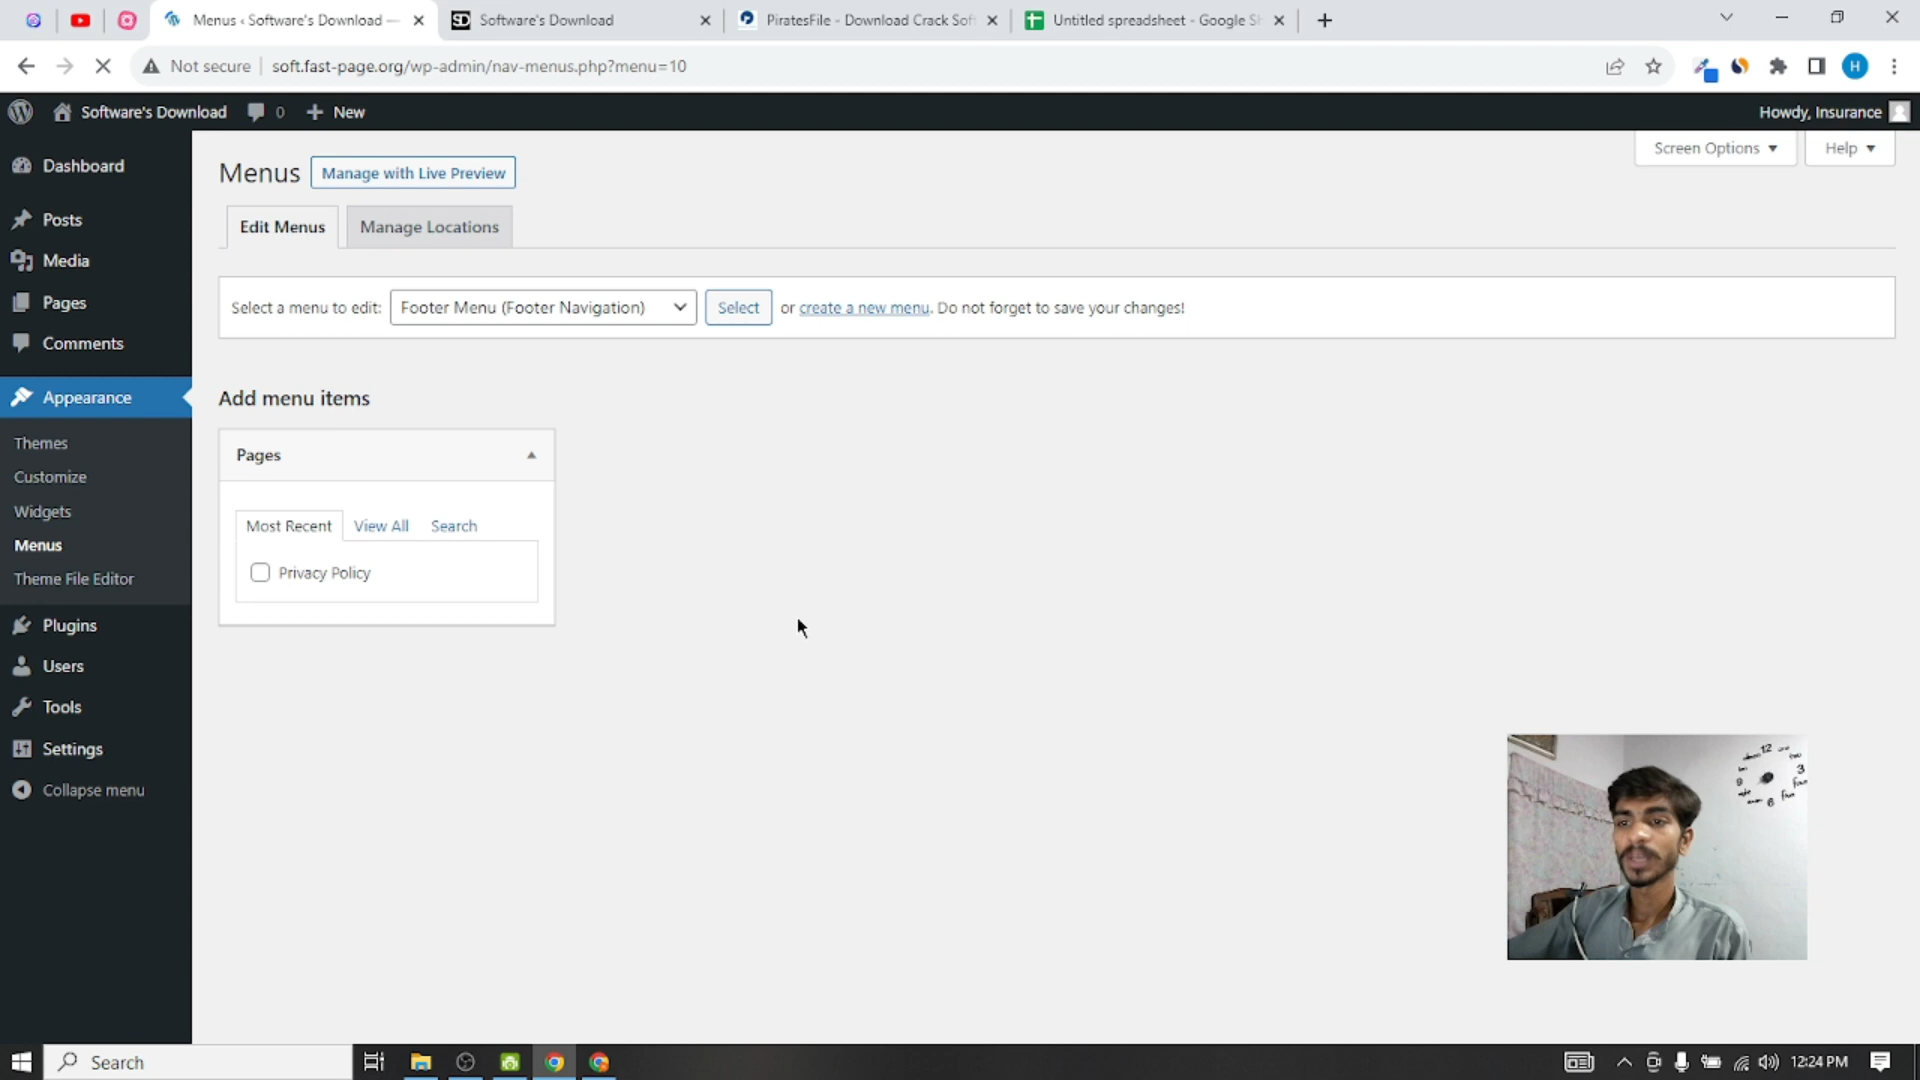 Menus ‹ Software's Download —
Software's Download
PiratesFile - Download Crack Sof
Untitled spreadsheet - Google Sh
Not secure
soft.fast-page.org/wp-admin/nav-menus.php?menu=10
H
Software's Download
0
New
Howdy, Insurance
Dashboard
Posts
Media
Pages
Comments
Appearance
Themes
Customize
Widgets
Menus
Theme File Editor
Plugins
Users
Tools
Settings
Collapse menu
Screen Options
Help
Menus
Manage with Live Preview
Edit Menus
Manage Locations
Select a menu to edit:
Footer Menu (Footer Navigation)
Select
or create a new menu. Do not forget to save your changes!
Add menu items
Pages
Most Recent
View All
Search
Privacy Policy
12
3
6
9
Search
12:24 PM